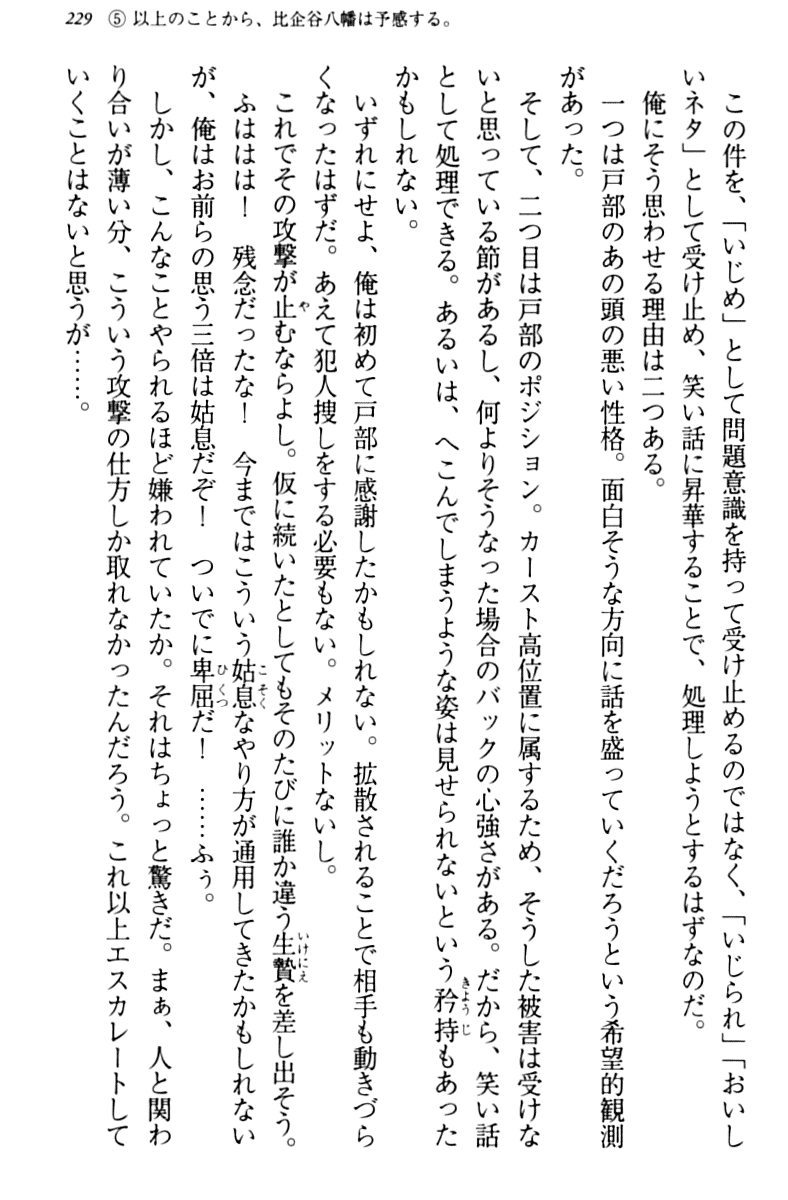 229 ⑤ 以上のことから、比企谷八幡は予感する。
　この件を、「いじめ」として問題意識を持って受け止めるのではなく、「いじられ」「おいし
いネタ」として受け止め、笑い話に昇華することで、処理しようとするはずなのだ。
　俺にそう思わせる理由は二つある。
　一つは戸部のあの頭の悪い性格。面白そうな方向に話を盛っていくだろうという希望的観測
があった。
　そして、二つ目は戸部のポジション。カースト高位置に属するため、そうした被害は受けな
いと思っている節があるし、何よりそうなった場合のバックの心強さがある。だから、笑い話
として処理できる。あるいは、へこんでしまうような姿は見せられないという矜持きょうじもあった
かもしれない。
　いずれにせよ、俺は初めて戸部に感謝したかもしれない。拡散されることで相手も動きづら
くなったはずだ。あえて犯人捜しをする必要もない。メリットないし。
　これでその攻撃が止やむならよし。仮に続いたとしてもそのたびに誰か違う生贄いけにえを差し出そう。
　ふははは！　残念だったな！　今まではこういう姑息こそくなやり方が通用してきたかもしれない
が、俺はお前らの思う三倍は姑息だぞ！　ついでに卑屈ひくつだ！　……ふぅ。
　しかし、こんなことやられるほど嫌われていたか。それはちょっと驚きだ。まぁ、人と関わ
り合いが薄い分、こういう攻撃の仕方しか取れなかったんだろう。これ以上エスカレートして
いくことはないと思うが……。